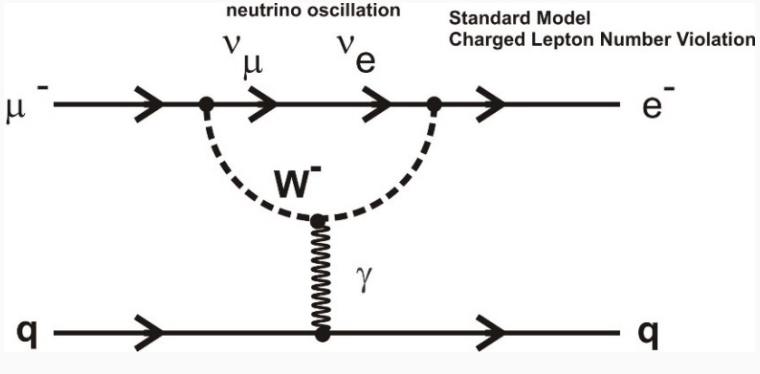 neutrino oscillation
Standard Model
Charged Lepton Number Violation
ν_μ ν_e
μ⁻ e⁻
W⁻
γ
q q